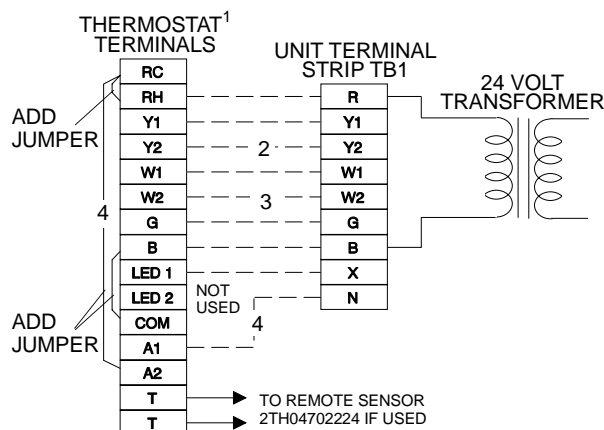 THERMOSTAT1
TERMINALS
UNIT TERMINAL
STRIP TB1
24 VOLT
TRANSFORMER
ADD
JUMPER
RC
RH
Y1
Y2
W1
W2
G
B
LED 1
LED 2
COM
A1
A2
T
T
R
Y1
Y2
W1
W2
G
B
X
N
2
3
4
NOT
USED
4
ADD
JUMPER
TO REMOTE SENSOR
2TH04702224 IF USED